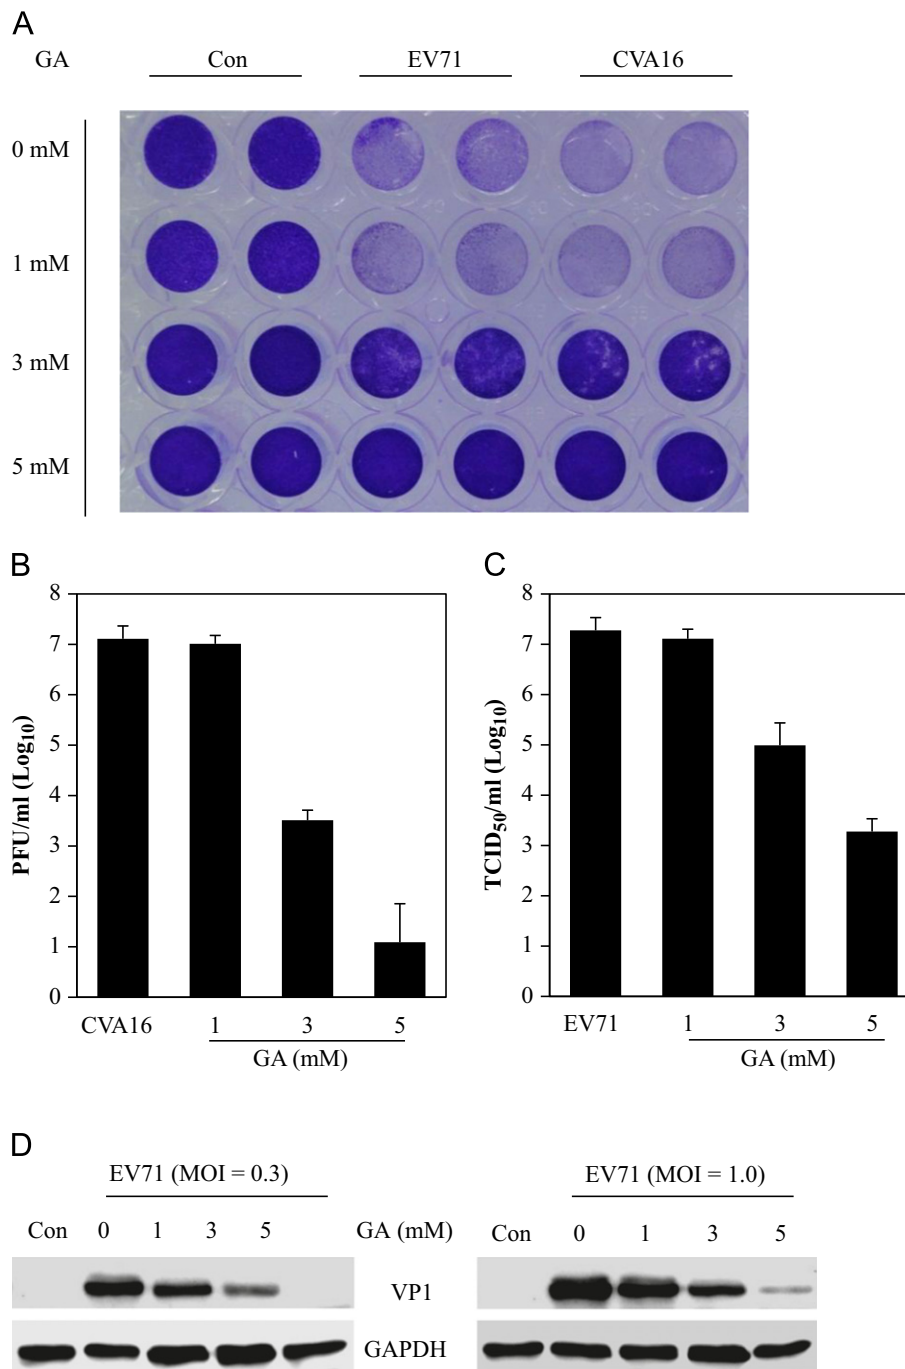 A
GA Con EV71 CVA16
0 mM
1 mM
3 mM
5 mM
B
8
7
6
5
4
3
2
1
0
PFU/ml (Log10)
CVA16 1 3 5
GA (mM)
C
8
7
6
5
4
3
2
1
0
TCID50/ml (Log10)
EV71 1 3 5
GA (mM)
D
EV71 (MOI = 0.3) EV71 (MOI = 1.0)
Con 0 1 3 5 GA (mM) Con 0 1 3 5
VP1
GAPDH